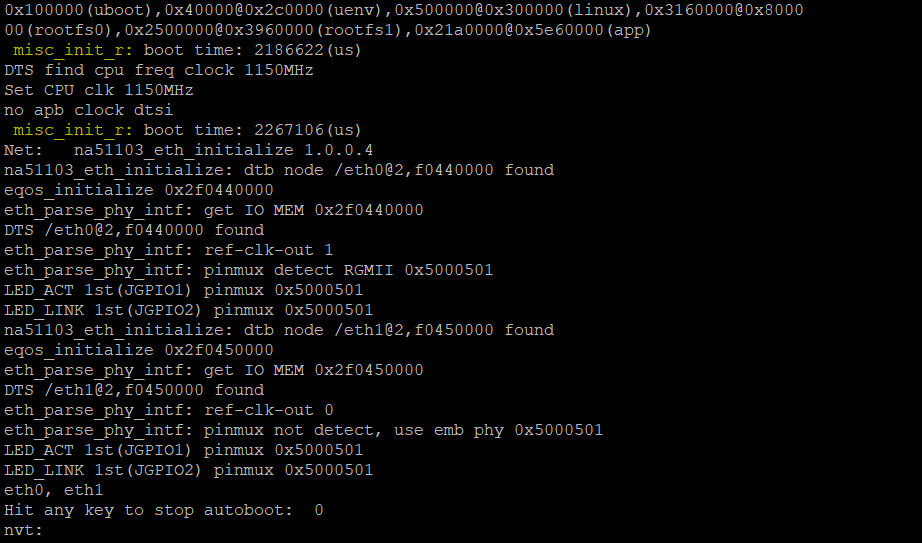 0x100000(uboot),0x40000@0x2c0000(uenv),0x500000@0x300000(linux),0x3160000@0x8000
00(rootfs0),0x2500000@0x3960000(rootfs1),0x21a0000@0x5e60000(app)
misc_init_r: boot time: 2186622(us)
DTS find cpu freq clock 1150MHz
Set CPU clk 1150MHz
no apb clock dtsi
misc_init_r: boot time: 2267106(us)
Net:   na51103_eth_initialize 1.0.0.4
na51103_eth_initialize: dtb node /eth0@2,f0440000 found
eqos_initialize 0x2f0440000
eth_parse_phy_intf: get IO MEM 0x2f0440000
DTS /eth0@2,f0440000 found
eth_parse_phy_intf: ref-clk-out 1
eth_parse_phy_intf: pinmux detect RGMII 0x5000501
LED_ACT 1st(JGPIO1) pinmux 0x5000501
LED_LINK 1st(JGPIO2) pinmux 0x5000501
na51103_eth_initialize: dtb node /eth1@2,f0450000 found
eqos_initialize 0x2f0450000
eth_parse_phy_intf: get IO MEM 0x2f0450000
DTS /eth1@2,f0450000 found
eth_parse_phy_intf: ref-clk-out 0
eth_parse_phy_intf: pinmux not detect, use emb phy 0x5000501
LED_ACT 1st(JGPIO1) pinmux 0x5000501
LED_LINK 1st(JGPIO2) pinmux 0x5000501
eth0, eth1
Hit any key to stop autoboot:  0
nvt: